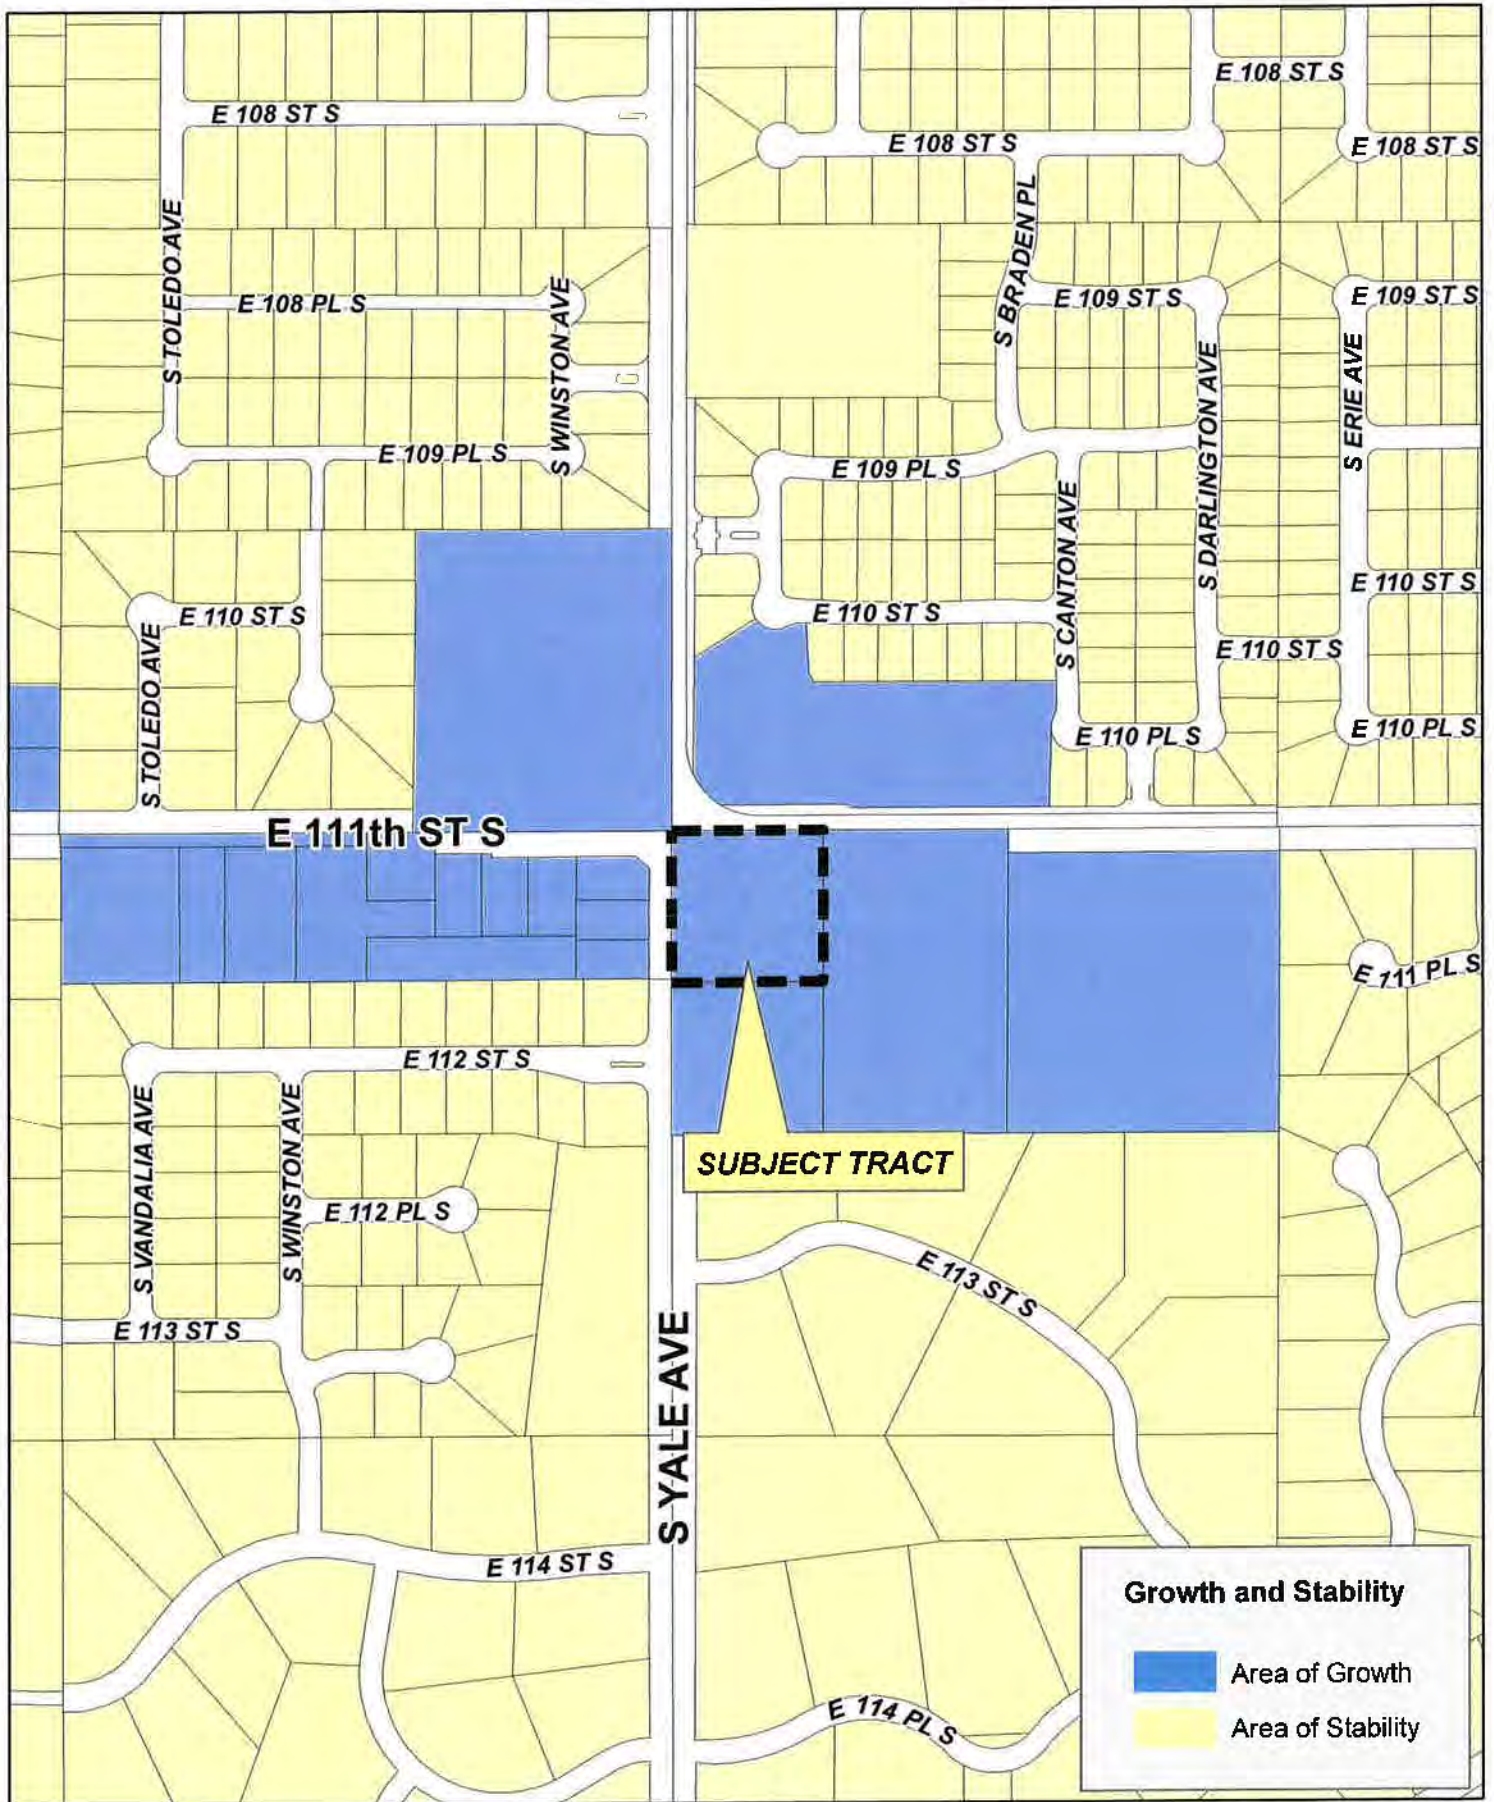 E 108 ST S
E 108 ST S
E 108 ST S
E 108 ST S
S TOLEDO AVE
S BRADEN PL
E 108 PL S
S WINSTON AVE
E 109 ST S
E 109 ST S
S DARLINGTON AVE
S ERIE AVE
E 109 PL S
E 109 PL S
S CANTON AVE
E 110 ST S
E 110 ST S
E 110 ST S
E 110 ST S
S TOLEDO AVE
E 110 PL S
E 110 PL S
E 111th ST S
E 111 PL S
E 112 ST S
S VANDALIA AVE
S WINSTON AVE
SUBJECT TRACT
E 112 PL S
E 113 ST S
E 113 ST S
S YALE AVE
E 114 ST S
E 114 PL S
Growth and Stability
Area of Growth
Area of Stability